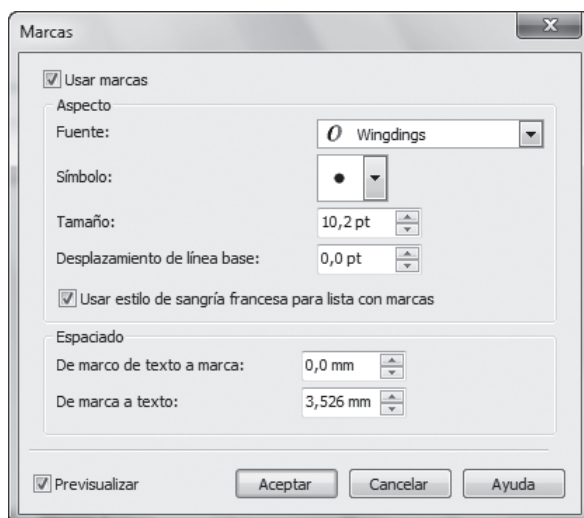 Marcas
Usar marcas
Aspecto
Fuente: Wingdings
Símbolo:
Tamaño: 10,2 pt
Desplazamiento de línea base: 0,0 pt
Usar estilo de sangría francesa para lista con marcas
Espaciado
De marco de texto a marca: 0,0 mm
De marca a texto: 3,526 mm
Previsualizar Aceptar Cancelar Ayuda